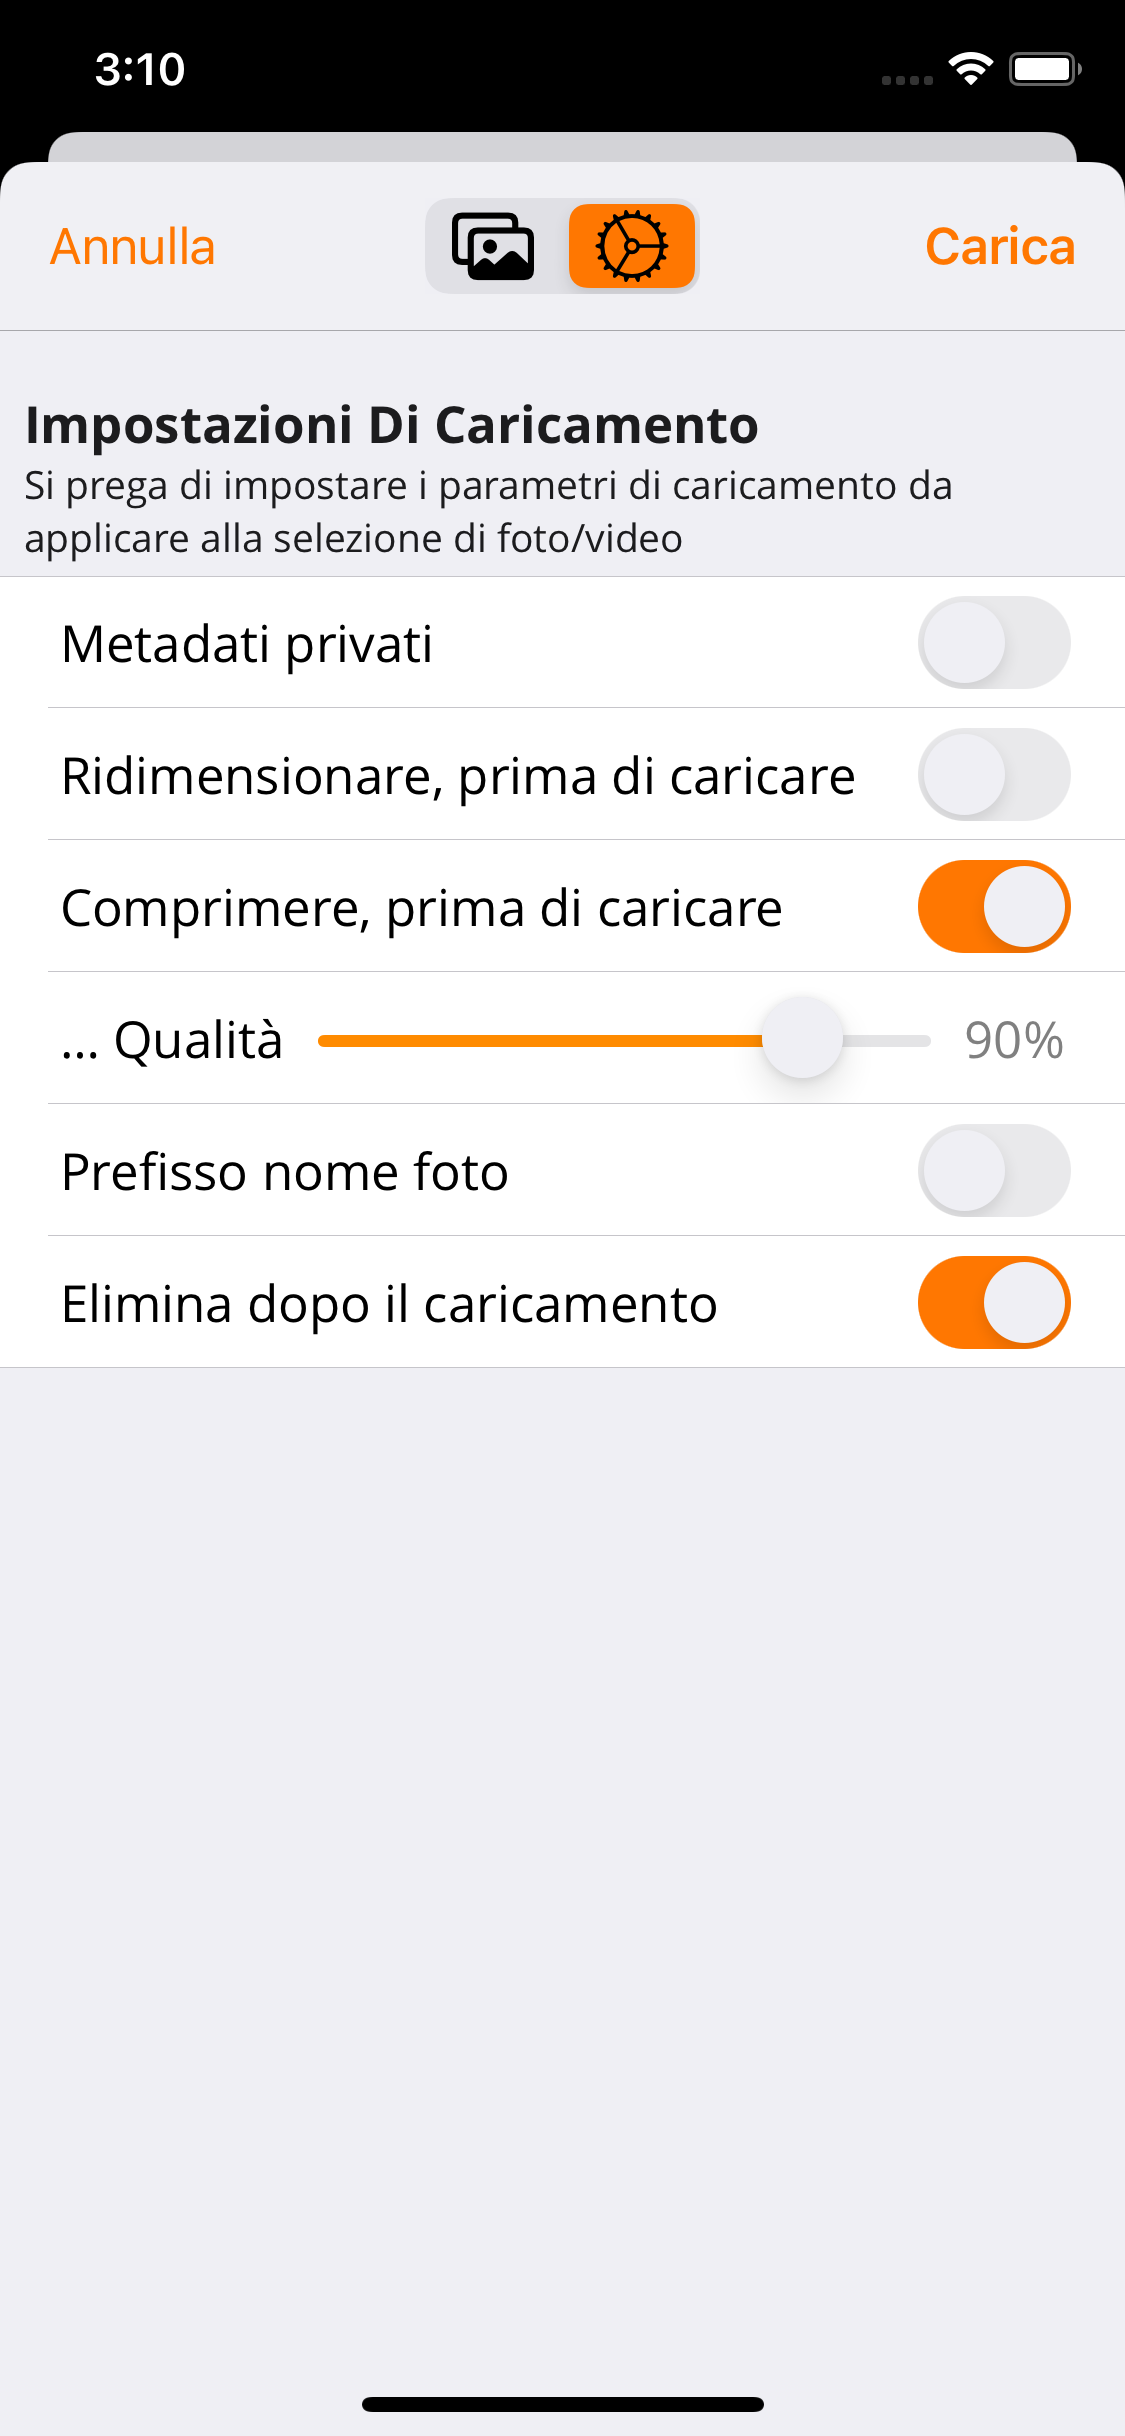 3:10
Annulla
Carica
Impostazioni Di Caricamento
Si prega di impostare i parametri di caricamento da
applicare alla selezione di foto/video
Metadati privati
Ridimensionare, prima di caricare
Comprimere, prima di caricare
... Qualità 90%
Prefisso nome foto
Elimina dopo il caricamento